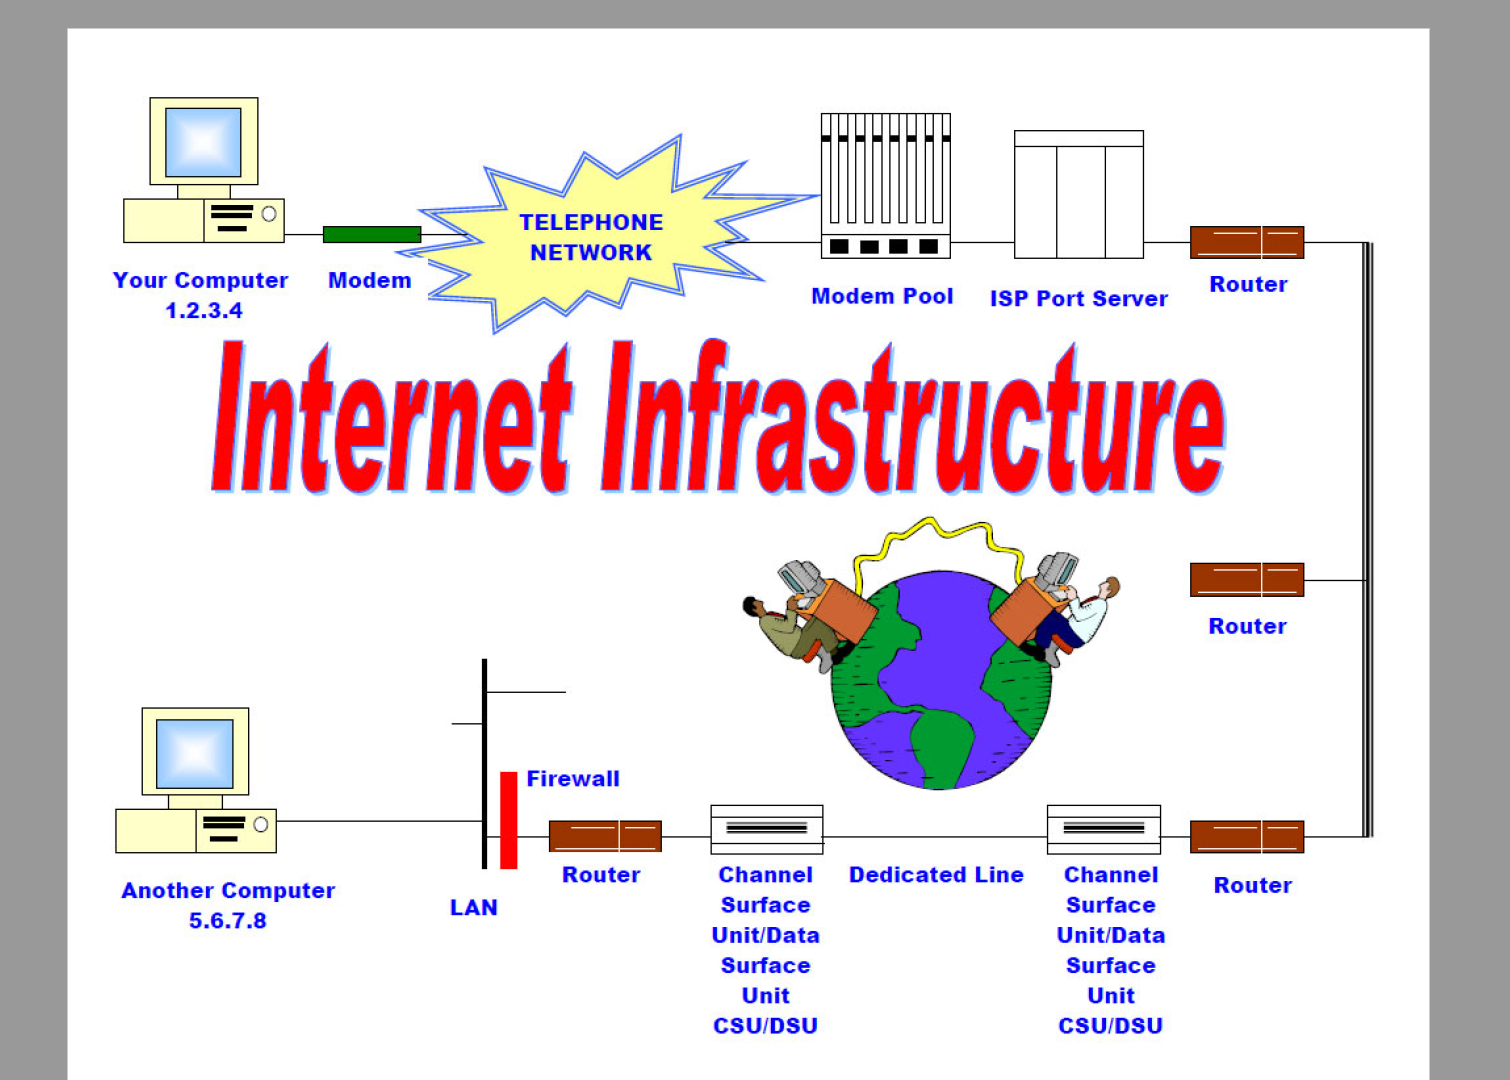 TELEPHONE
NETWORK
Your Computer
1.2.3.4
Modem
Modem Pool
ISP Port Server
Router
Internet Infrastructure
Router
Firewall
Another Computer
5.6.7.8
LAN
Router
Channel
Surface
Unit/Data
Surface
Unit
CSU/DSU
Dedicated Line
Channel
Surface
Unit/Data
Surface
Unit
CSU/DSU
Router